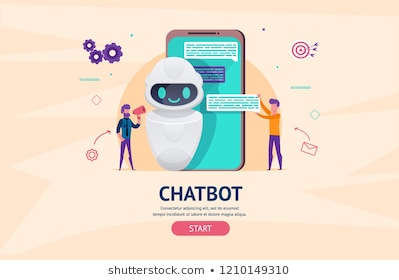 CHATBOT
Consectetur adipiscing elit, sed do eiusmod
tempor incididunt ut labore et dolore magna aliqua.
START
shutterstock.com • 1210149310